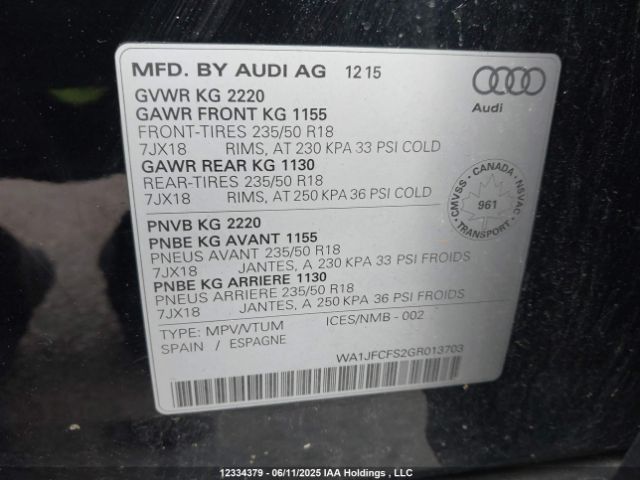 MFD. BY AUDI AG 1215
Audi
GVWR KG 2220
GAWR FRONT KG 1155
FRONT-TIRES 235/50 R18
7JX18 RIMS, AT 230 KPA 33 PSI COLD
GAWR REAR KG 1130
REAR-TIRES 235/50 R18
7JX18 RIMS, AT 250 KPA 36 PSI COLD
CMVSS - CANADA - NSVAC
961
TRANSPORT
PNVB KG 2220
PNBE KG AVANT 1155
PNEUS AVANT 235/50 R18
7JX18 JANTES, A 230 KPA 33 PSI FROIDS
PNBE KG ARRIERE 1130
PNEUS ARRIERE 235/50 R18
7JX18 JANTES, A 250 KPA 36 PSI FROIDS
TYPE: MPV/VTUM ICES/NMB - 002
SPAIN / ESPAGNE
WA1JFCFS2GR013703
12334379 - 06/11/2025 IAA Holdings , LLC